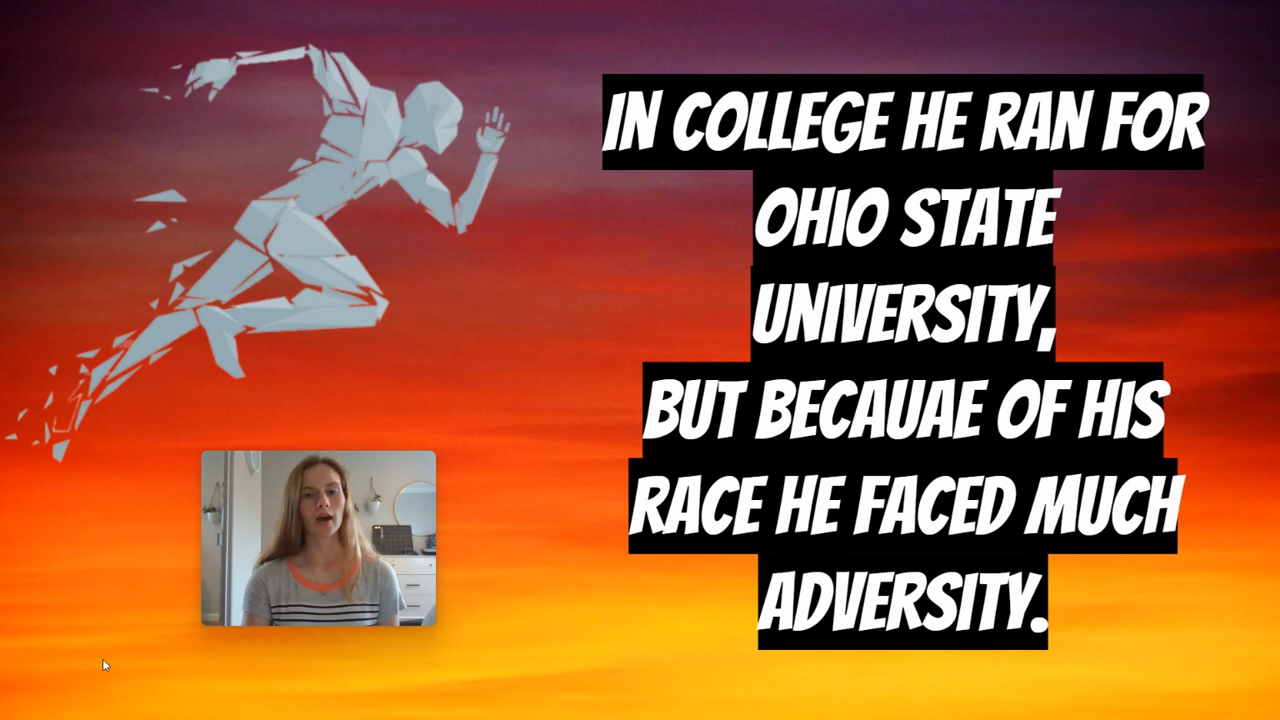 IN COLLEGE HE RAN FOR
OHIO STATE
UNIVERSITY,
BUT BECAUAE OF HIS
RACE HE FACED MUCH
ADVERSITY.